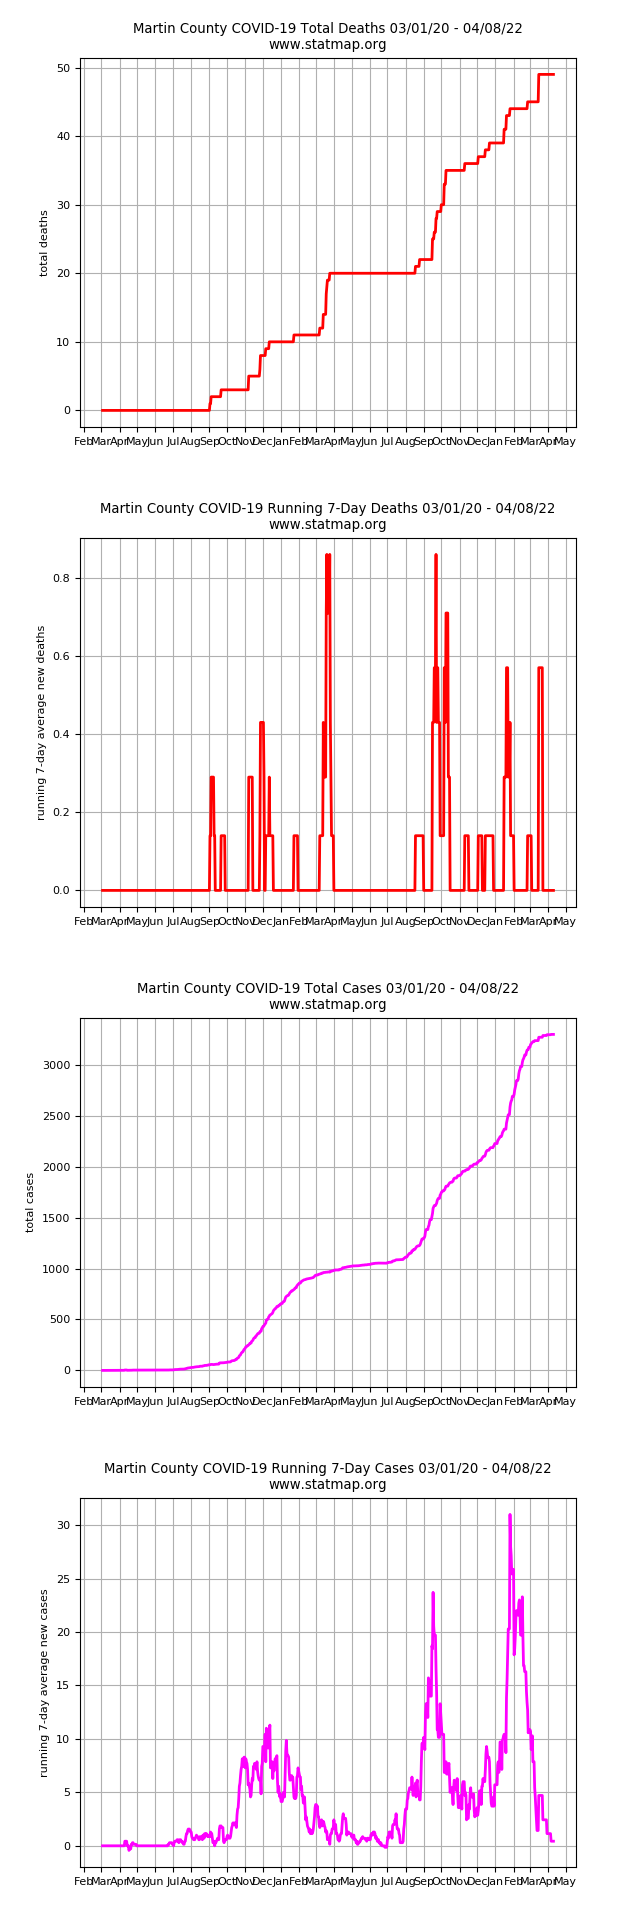 Martin County COVID-19 Total Deaths 03/01/20 - 04/08/22
www.statmap.org
50
40
30
20
10
0
total deaths
Feb Mar Apr May Jun Jul Aug Sep Oct Nov Dec Jan Feb Mar Apr May Jun Jul Aug Sep Oct Nov Dec Jan Feb Mar Apr May
Martin County COVID-19 Running 7-Day Deaths 03/01/20 - 04/08/22
www.statmap.org
0.8
0.6
0.4
0.2
0.0
running 7-day average new deaths
Feb Mar Apr May Jun Jul Aug Sep Oct Nov Dec Jan Feb Mar Apr May Jun Jul Aug Sep Oct Nov Dec Jan Feb Mar Apr May
Martin County COVID-19 Total Cases 03/01/20 - 04/08/22
www.statmap.org
3000
2500
2000
1500
1000
500
0
total cases
Feb Mar Apr May Jun Jul Aug Sep Oct Nov Dec Jan Feb Mar Apr May Jun Jul Aug Sep Oct Nov Dec Jan Feb Mar Apr May
Martin County COVID-19 Running 7-Day Cases 03/01/20 - 04/08/22
www.statmap.org
30
25
20
15
10
5
0
running 7-day average new cases
Feb Mar Apr May Jun Jul Aug Sep Oct Nov Dec Jan Feb Mar Apr May Jun Jul Aug Sep Oct Nov Dec Jan Feb Mar Apr May